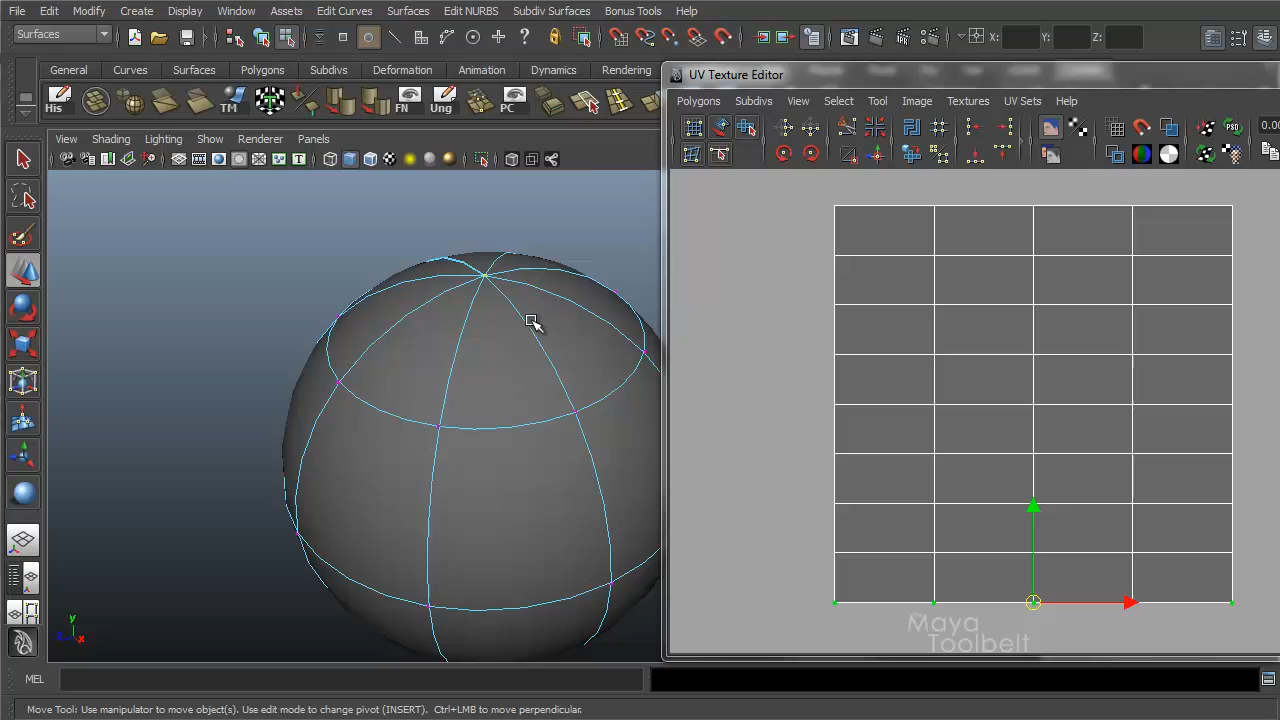 File Edit Modify Create Display Window Assets Edit Curves Surfaces Edit NURBS Subdiv Surfaces Bonus Tools Help
Surfaces X: Y: Z:
General Curves Surfaces Polygons Subdivs Deformation Animation Dynamics Rendering
UV Texture Editor
His TM FN Ung PC
Polygons Subdivs View Select Tool Image Textures UV Sets Help
0.00
PSD
View Shading Lighting Show Renderer Panels
Maya
Toolbelt
y
z x
MEL
Move Tool: Use manipulator to move object(s). Use edit mode to change pivot (INSERT). Ctrl+LMB to move perpendicular.